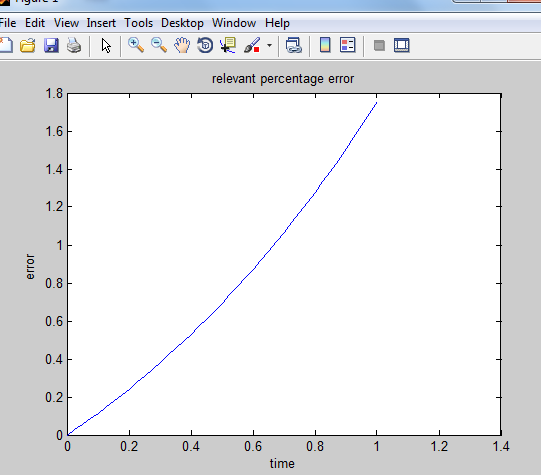 Figure 1
File Edit View Insert Tools Desktop Window Help
relevant percentage error
1.8
1.6
1.4
1.2
1
0.8
0.6
0.4
0.2
0
error
0 0.2 0.4 0.6 0.8 1 1.2 1.4
time